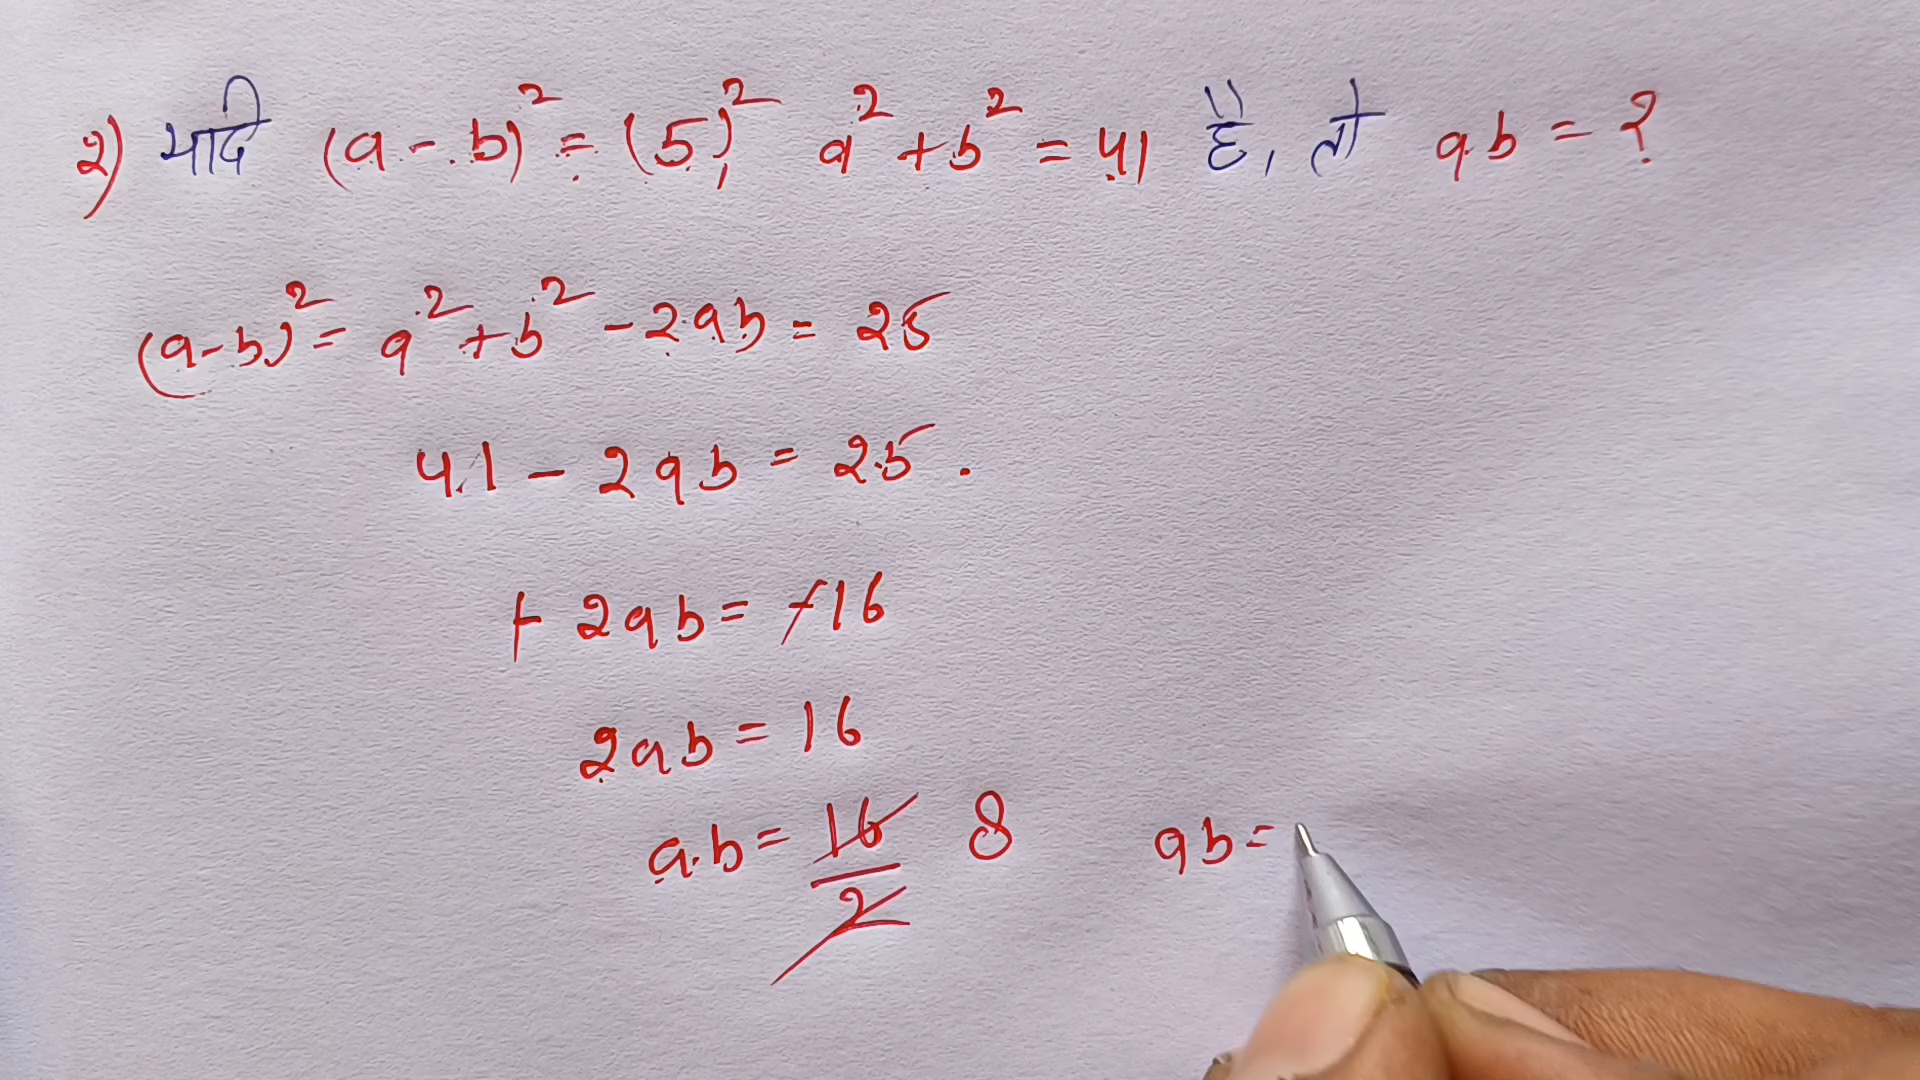 2) यदि (a-b)² = (5)², a²+b² = 41 है, तो ab = ?
(a-b)² = a²+b² - 2ab = 25
41 - 2ab = 25.
- 2ab = -16
2ab = 16
ab = 16/2 8 ab =